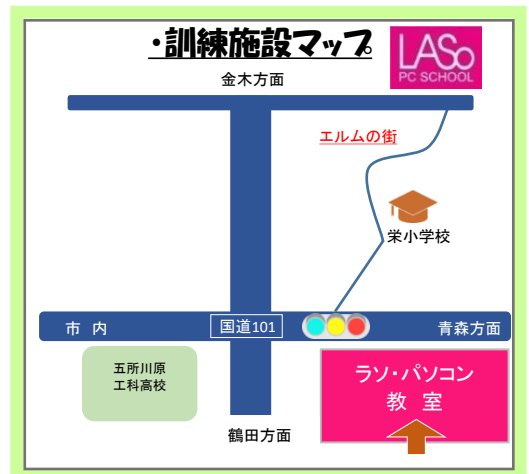 ・訓練施設マップ
LASo
PC SCHOOL
金木方面
エルムの街
栄小学校
市 内
国道101
青森方面
五所川原
工科高校
ラソ・パソコン
教 室
鶴田方面